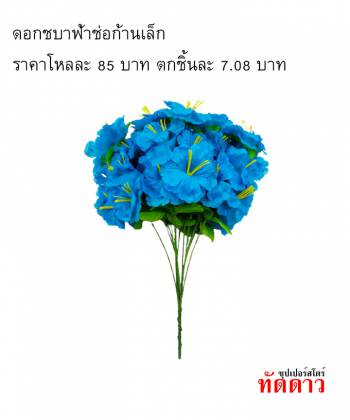 ดอกชบาฟ้าช่อก้านเล็ก
ราคาโหลละ 85 บาท ตกชิ้นละ 7.08 บาท
ซุปเปอร์สโตร์
ทัดดาว